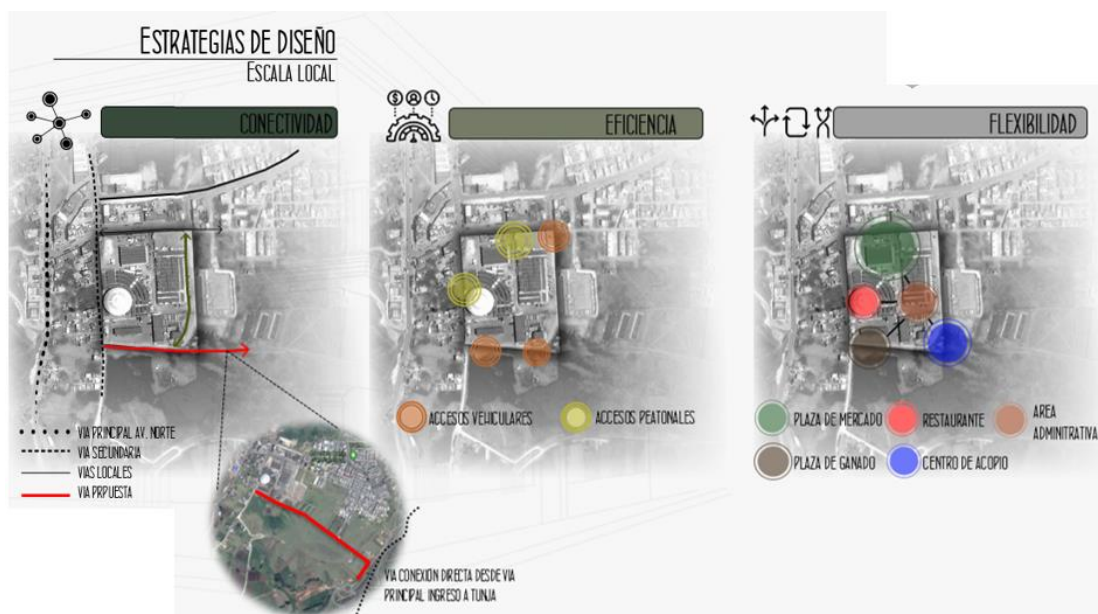 ESTRATEGIAS DE DISEÑO
ESCALA LOCAL
CONECTIVIDAD
VIA PRINCIPAL AV. NORTE
VIA SECUNDARIA
VIAS LOCALES
VIA PRPUESTA
VIA CONEXIÓN DIRECTA DESDE VIA
PRINCIPAL INGRESO A TUNJA
EFICIENCIA
ACCESOS VEHICULARES
ACCESOS PEATONALES
FLEXIBILIDAD
PLAZA DE MERCADO
RESTAURANTE
AREA
ADMINITRATIVA
PLAZA DE GANADO
CENTRO DE ACOPIO